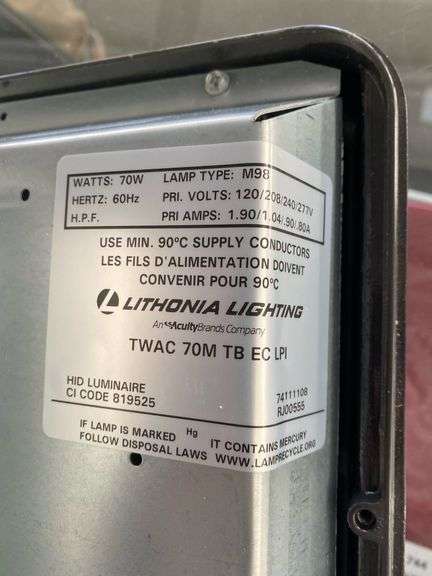 WATTS: 70W LAMP TYPE: M98
HERTZ: 60Hz PRI. VOLTS: 120/208/240/277V
H.P.F. PRI AMPS: 1.90/1.04/.90/.80A
USE MIN. 90°C SUPPLY CONDUCTORS
LES FILS D'ALIMENTATION DOIVENT
CONVENIR POUR 90°C
LITHONIA LIGHTING
An AcuityBrands Company
TWAC 70M TB EC LPI
HID LUMINAIRE 74111108
CI CODE 819525 RJ00555
IF LAMP IS MARKED Hg IT CONTAINS MERCURY
FOLLOW DISPOSAL LAWS WWW.LAMPRECYCLE.ORG
744